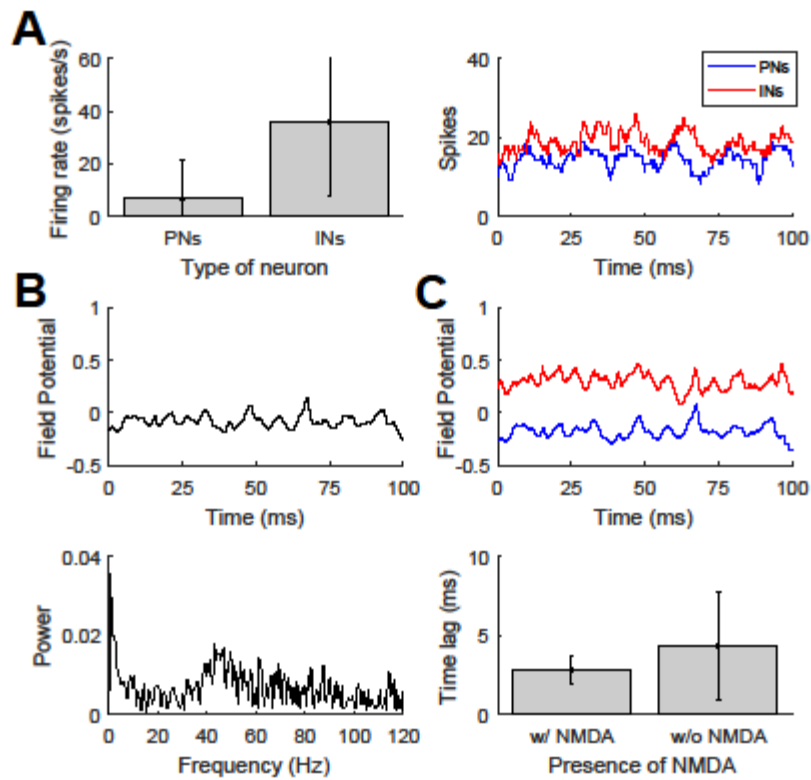 A
Firing rate (spikes/s)
60
40
20
0
PNs
INs
Type of neuron
Spikes
40
20
0
PNs
INs
0
25
50
75
100
Time (ms)
B
Field Potential
1
0.5
0
-0.5
0
25
50
75
100
Time (ms)
C
Field Potential
1
0.5
0
-0.5
0
25
50
75
100
Time (ms)
Power
0.04
0.02
0
0
20
40
60
80
100
120
Frequency (Hz)
Time lag (ms)
10
5
0
w/ NMDA
w/o NMDA
Presence of NMDA